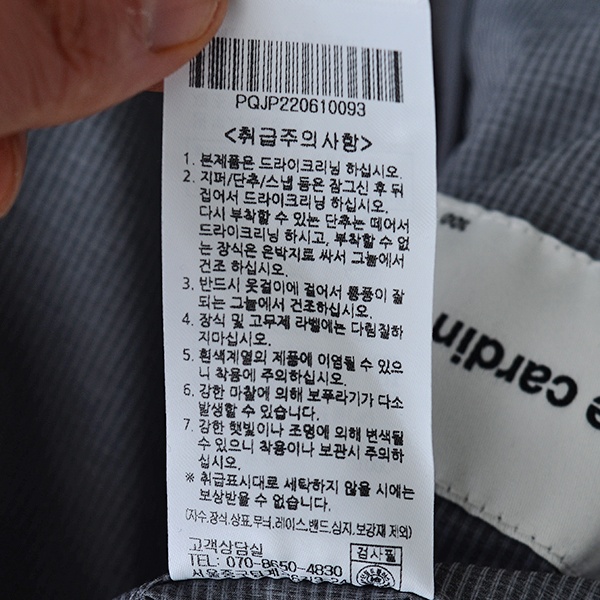 PQJP220610093
<취급주의사항>
1. 본제품은 드라이크리닝 하십시오.
2. 지퍼/단추/스냅 등은 잠그신 후 뒤
집어서 드라이크리닝 하십시오.
다시 부착할 수 있는 단추는 떼어서
드라이크리닝 하시고, 부착할 수 없
는 장식은 은박지로 싸서 그늘에서
건조 하십시오.
3. 반드시 옷걸이에 걸어서 통풍이 잘
되는 그늘에서 건조하십시오.
4. 장식 및 고무제 라벨에는 다림질하
지마십시오.
5. 흰색계열의 제품에 이염될 수 있으
니 착용에 주의하십시오.
6. 강한 마찰에 의해 보푸라기가 다소
발생할 수 있습니다.
7. 강한 햇빛이나 조명에 의해 변색될
수 있으니 착용이나 보관시 주의하
십시오.
※ 취급표시대로 세탁하지 않을 시에는
보상받을 수 없습니다.
(자수,장식,상표,무늬,레이스,밴드,심지,보강재 제외)
고객상담실
검사필
TEL: 070-8650-4830
e cardin
100